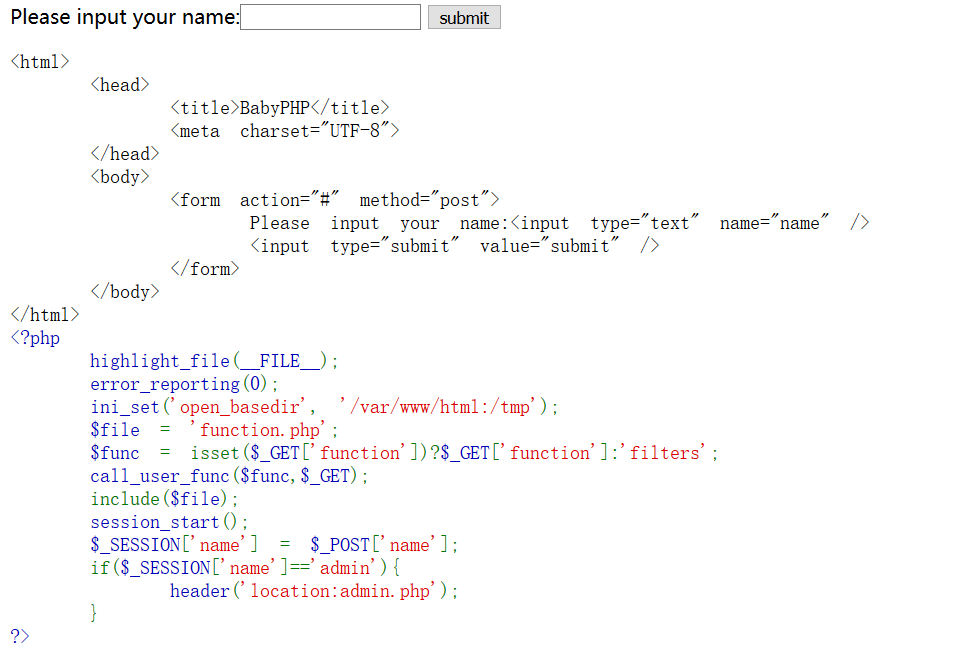 Please input your name: submit
<html>
<head>
<title>BabyPHP</title>
<meta charset="UTF-8">
</head>
<body>
<form action="#" method="post">
Please input your name:<input type="text" name="name" />
<input type="submit" value="submit" />
</form>
</body>
</html>
<?php
highlight_file(__FILE__);
error_reporting(0);
ini_set('open_basedir', '/var/www/html:/tmp');
$file = 'function.php';
$func = isset($_GET['function'])?$_GET['function']:'filters';
call_user_func($func,$_GET);
include($file);
session_start();
$_SESSION['name'] = $_POST['name'];
if($_SESSION['name']=='admin'){
header('location:admin.php');
}
?>